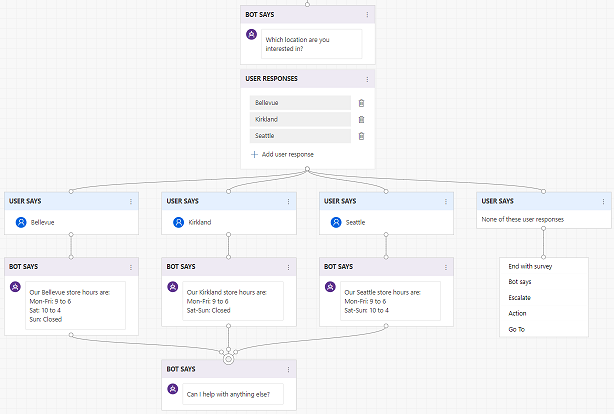 BOT SAYS
Which location are you
interested in?
USER RESPONSES
Bellevue
Kirkland
Seattle
Add user response
USER SAYS
Bellevue
USER SAYS
Kirkland
USER SAYS
Seattle
USER SAYS
None of these user responses
BOT SAYS
Our Bellevue store hours are:
Mon-Fri: 9 to 6
Sat: 10 to 4
Sun: Closed
BOT SAYS
Our Kirkland store hours are:
Mon-Fri: 9 to 6
Sat-Sun: Closed
BOT SAYS
Our Seattle store hours are:
Mon-Fri: 9 to 6
Sat-Sun: 10 to 4
End with survey
Bot says
Escalate
Action
Go To
BOT SAYS
Can I help with anything else?